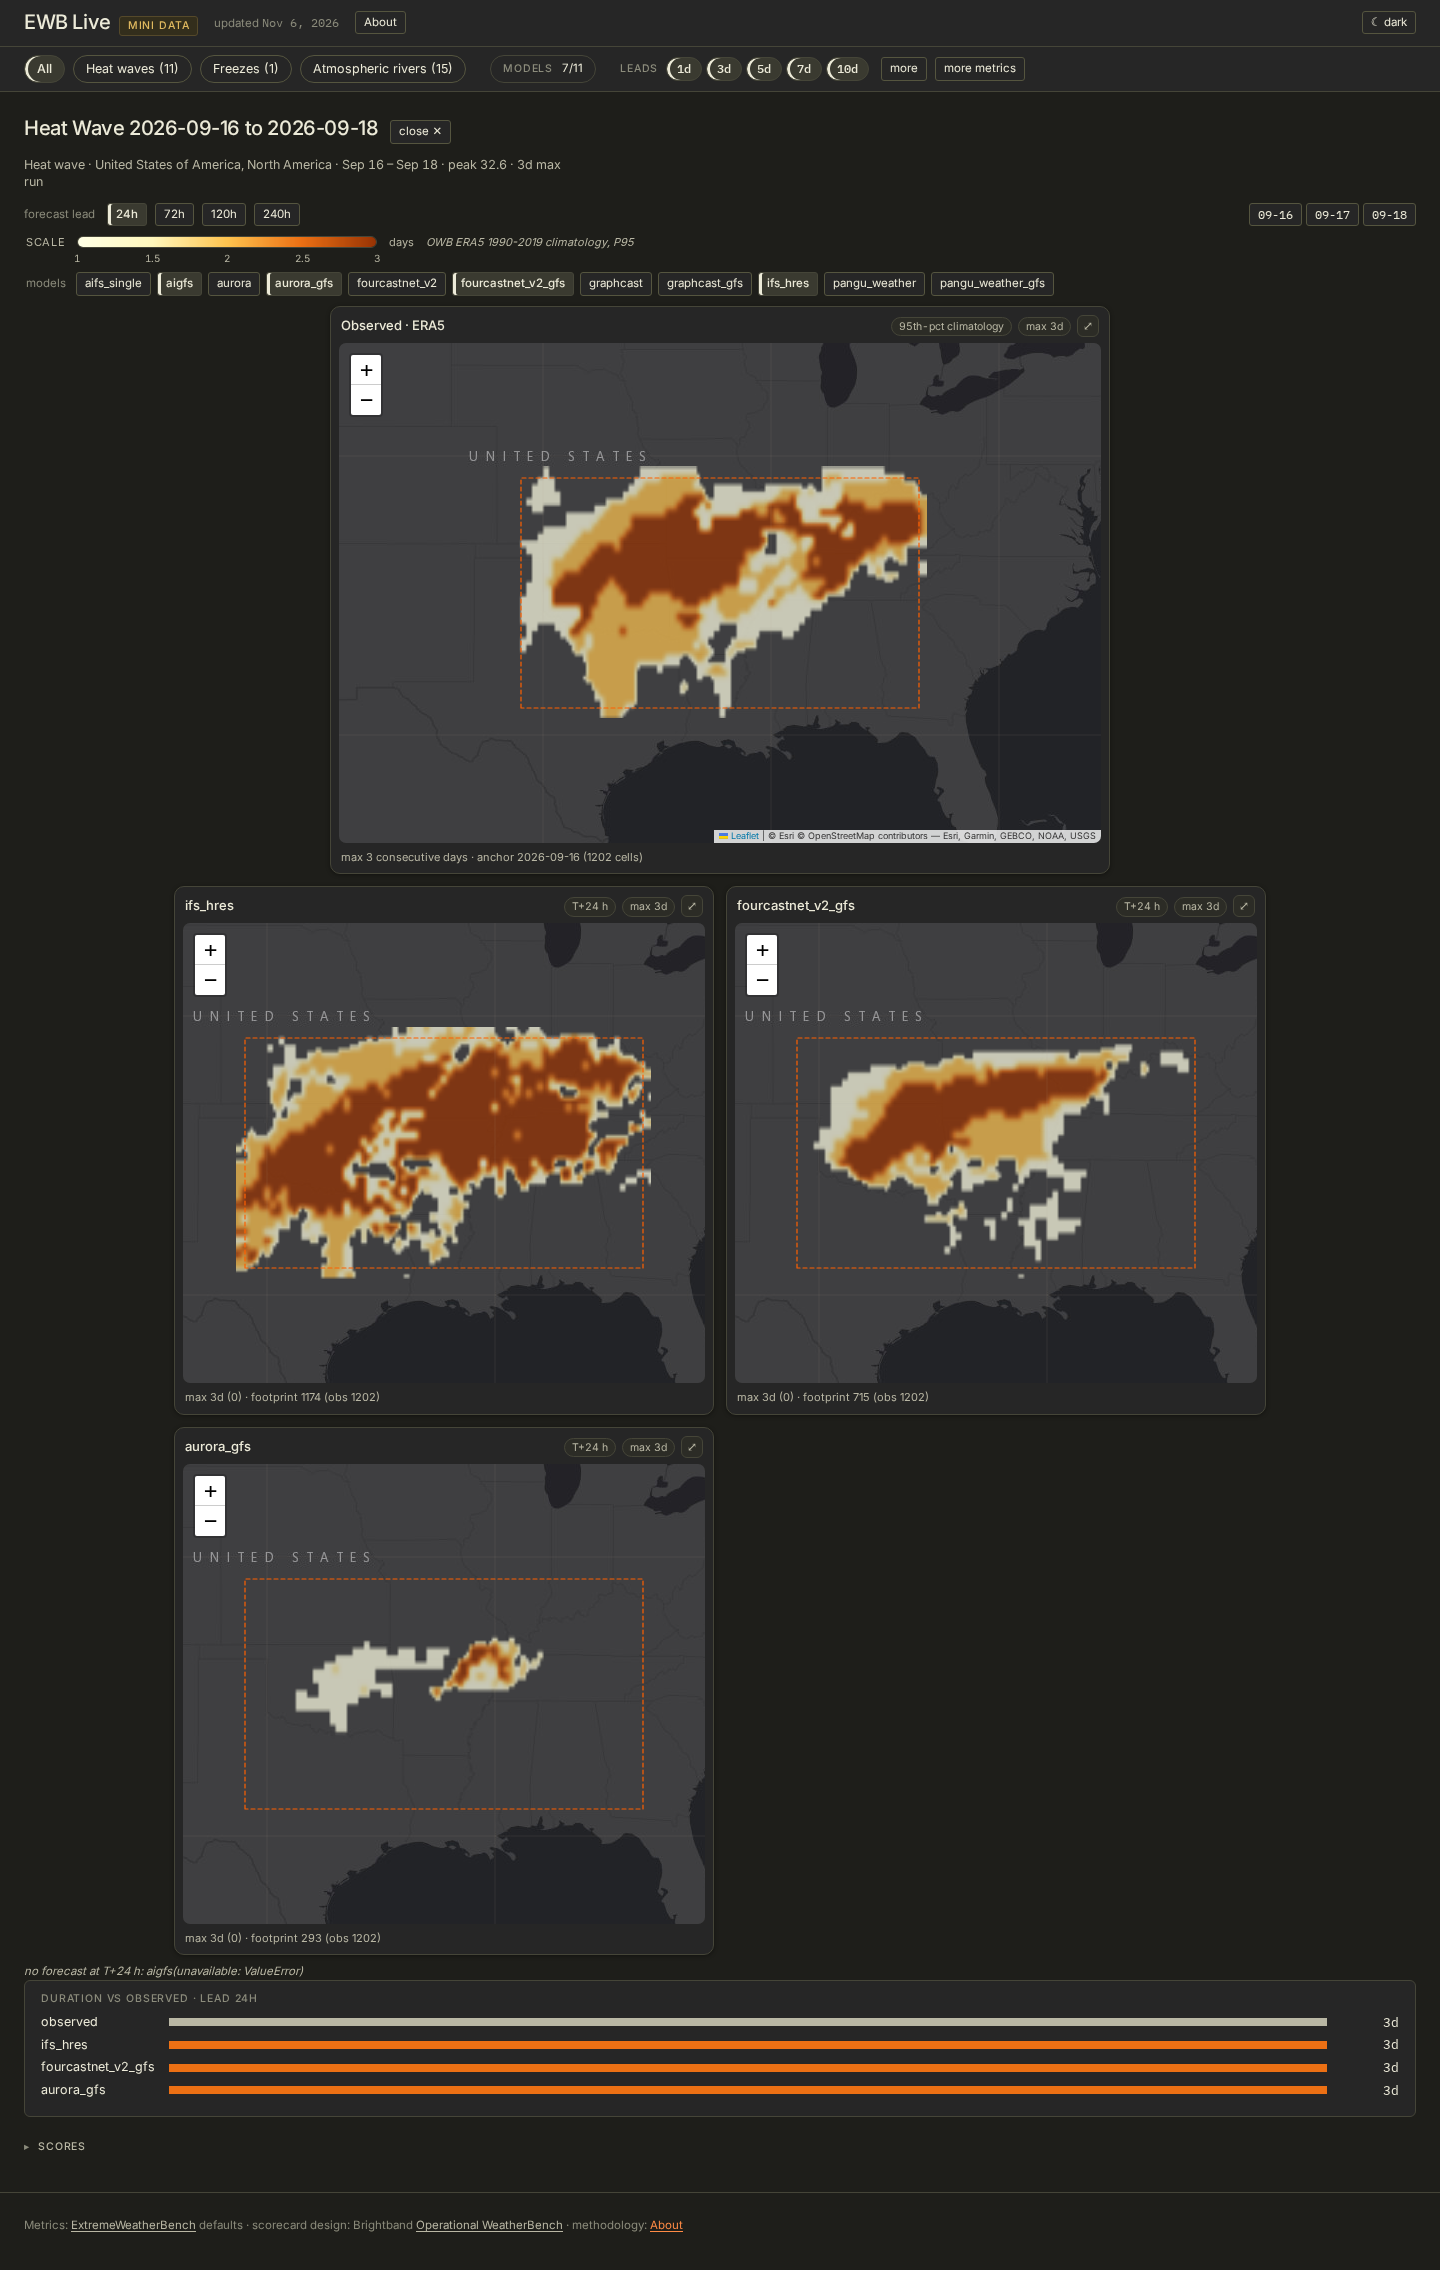 EWB Live MINI DATA updated Nov 6, 2026 About ☾ dark
All Heat waves (11) Freezes (1) Atmospheric rivers (15) MODELS 7/11 LEADS 1d 3d 5d 7d 10d more more metrics
Heat Wave 2026-09-16 to 2026-09-18 close ✕
Heat wave · United States of America, North America · Sep 16 – Sep 18 · peak 32.6 · 3d max
run
forecast lead 24h 72h 120h 240h 09-16 09-17 09-18
SCALE days OWB ERA5 1990-2019 climatology, P95
1 1.5 2 2.5 3
models aifs_single aigfs aurora aurora_gfs fourcastnet_v2 fourcastnet_v2_gfs graphcast graphcast_gfs ifs_hres pangu_weather pangu_weather_gfs
Observed · ERA5 95th-pct climatology max 3d ⤢
+
−
UNITED STATES
Leaflet | © Esri © OpenStreetMap contributors — Esri, Garmin, GEBCO, NOAA, USGS
max 3 consecutive days · anchor 2026-09-16 (1202 cells)
ifs_hres T+24 h max 3d ⤢
+
−
UNITED STATES
max 3d (0) · footprint 1174 (obs 1202)
fourcastnet_v2_gfs T+24 h max 3d ⤢
+
−
UNITED STATES
max 3d (0) · footprint 715 (obs 1202)
aurora_gfs T+24 h max 3d ⤢
+
−
UNITED STATES
max 3d (0) · footprint 293 (obs 1202)
no forecast at T+24 h: aigfs(unavailable: ValueError)
DURATION VS OBSERVED · LEAD 24H
observed 3d
ifs_hres 3d
fourcastnet_v2_gfs 3d
aurora_gfs 3d
▸ SCORES
Metrics: ExtremeWeatherBench defaults · scorecard design: Brightband Operational WeatherBench · methodology: About